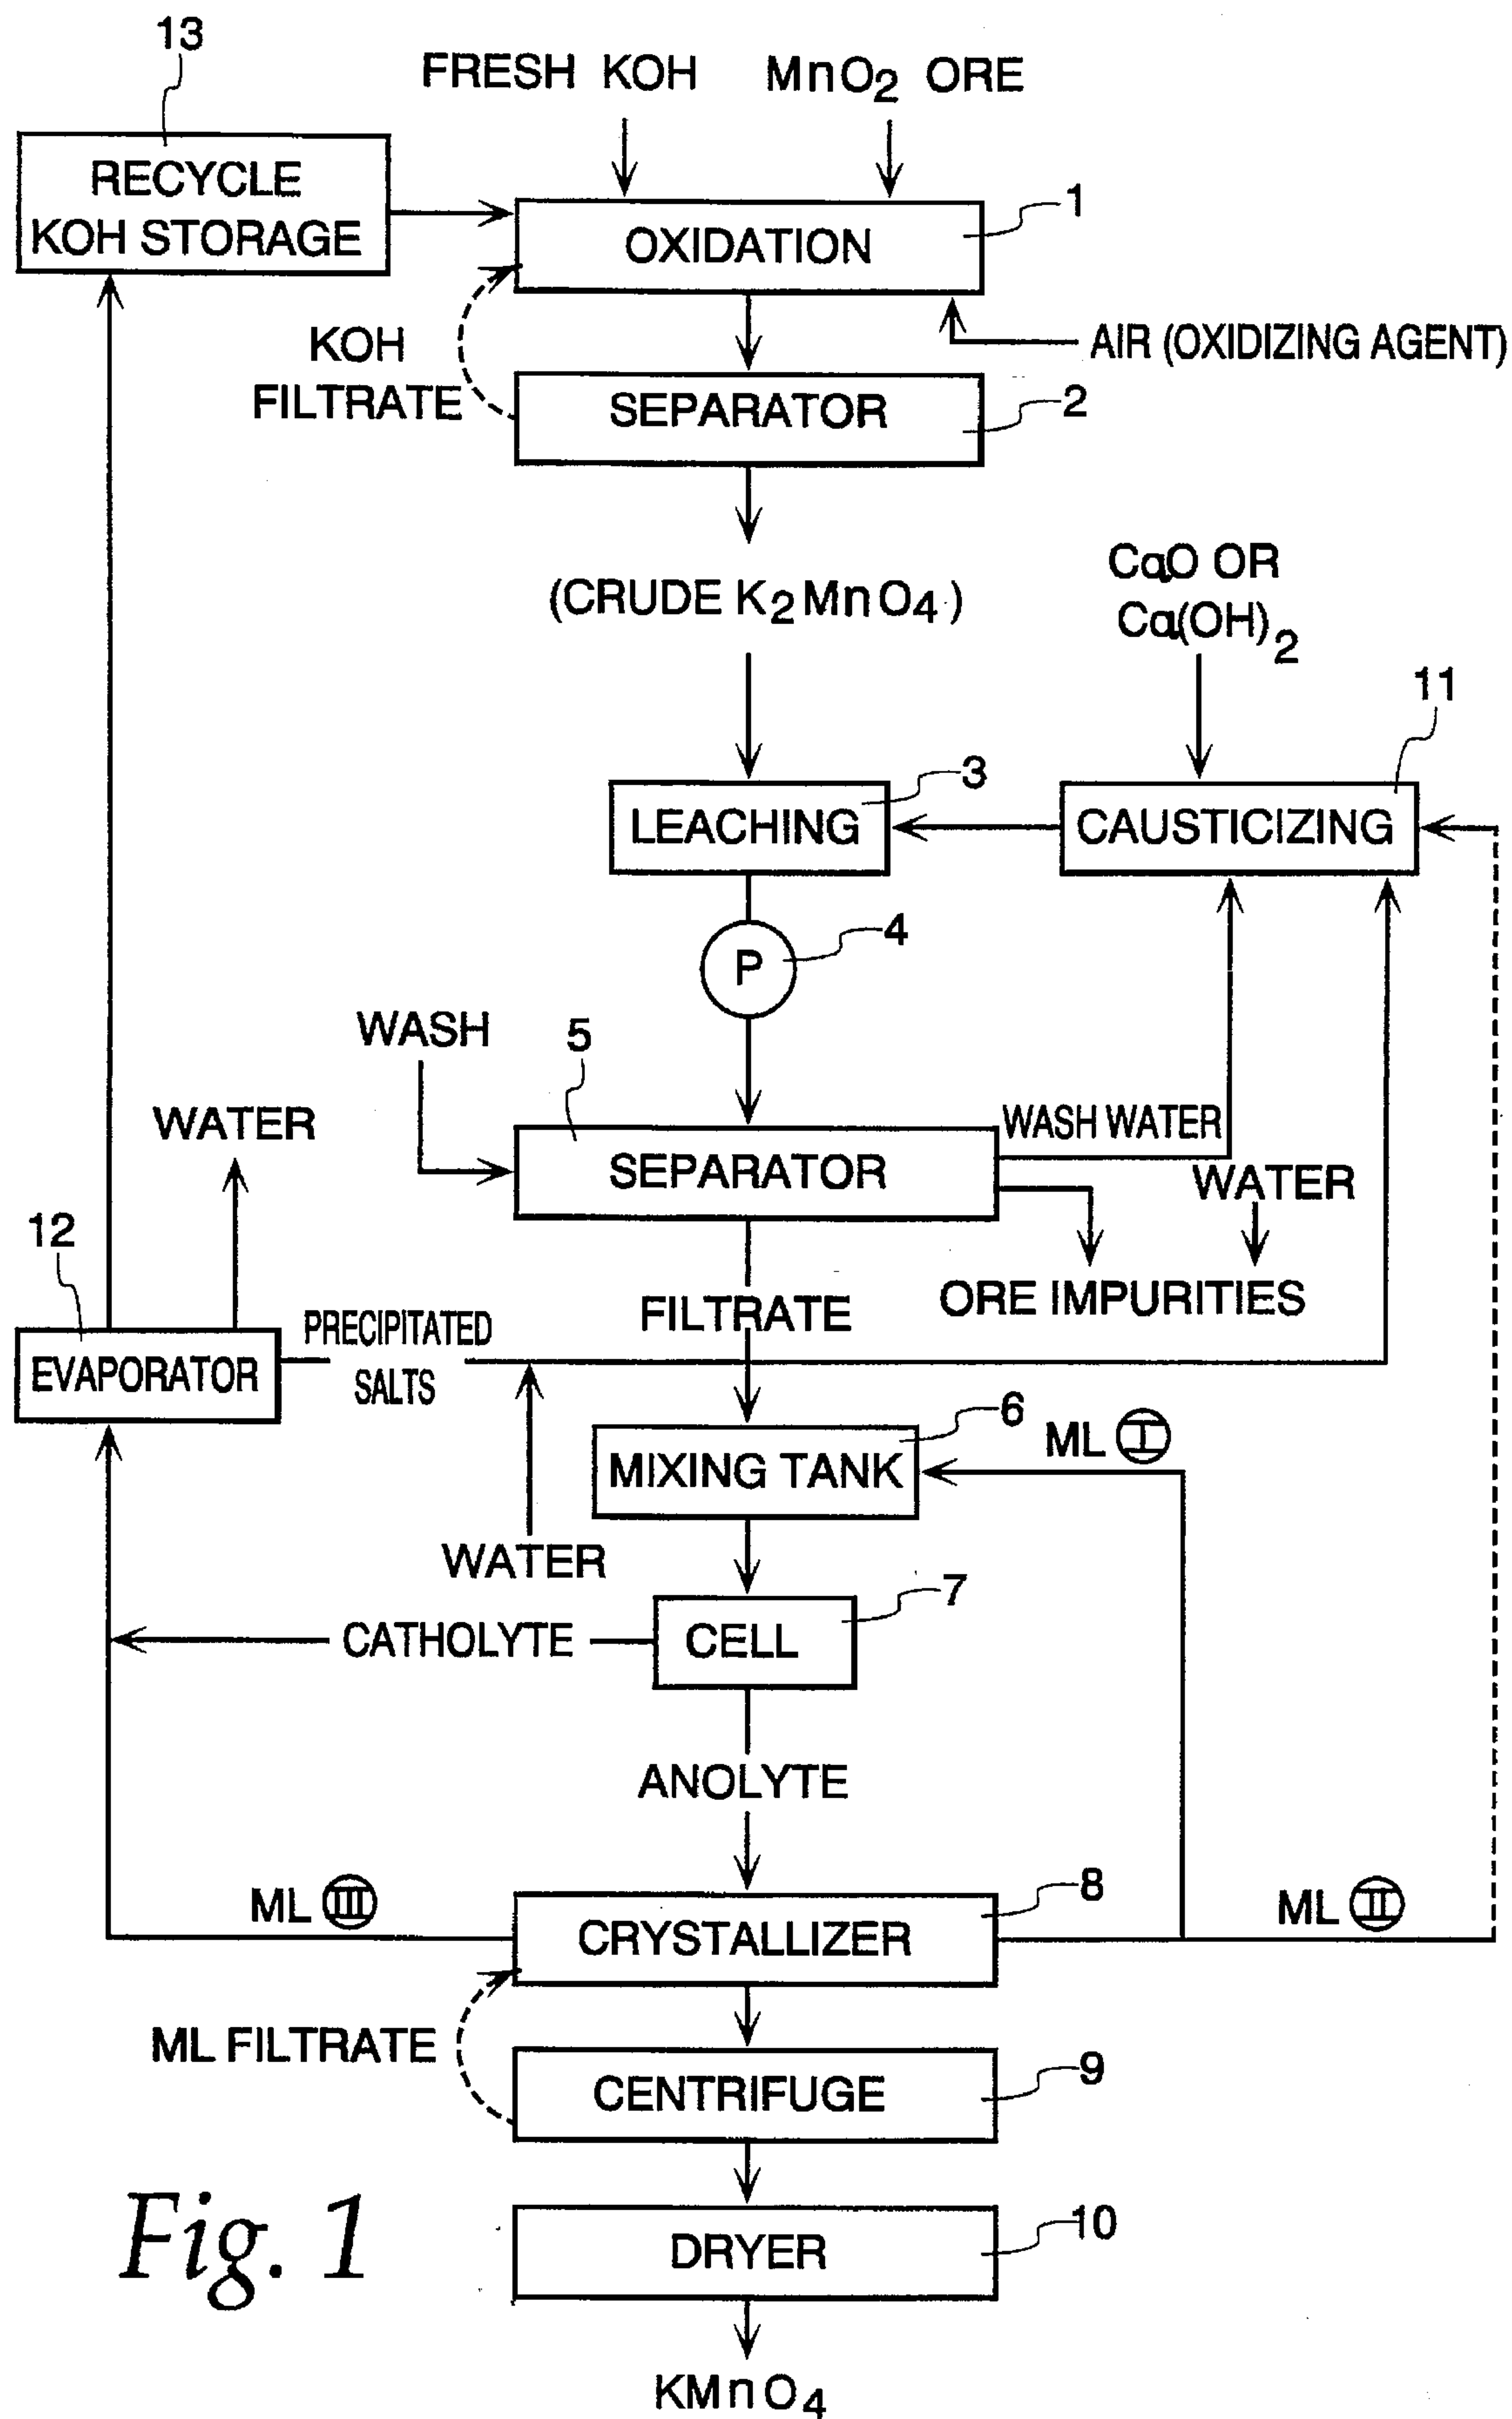 13
FRESH KOH
MnO2 ORE
RECYCLE
KOH STORAGE
1
OXIDATION
KOH
FILTRATE
AIR (OXIDIZING AGENT)
2
SEPARATOR
(CRUDE K2MnO4)
CaO OR
Ca(OH)2
11
3
LEACHING
CAUSTICIZING
4
P
WASH
5
WATER
WASH WATER
SEPARATOR
WATER
12
ORE IMPURITIES
FILTRATE
PRECIPITATED
SALTS
EVAPORATOR
6
ML I
MIXING TANK
WATER
7
CATHOLYTE
CELL
ANOLYTE
8
ML III
ML II
CRYSTALLIZER
ML FILTRATE
9
CENTRIFUGE
10
DRYER
Fig. 1
KMnO4